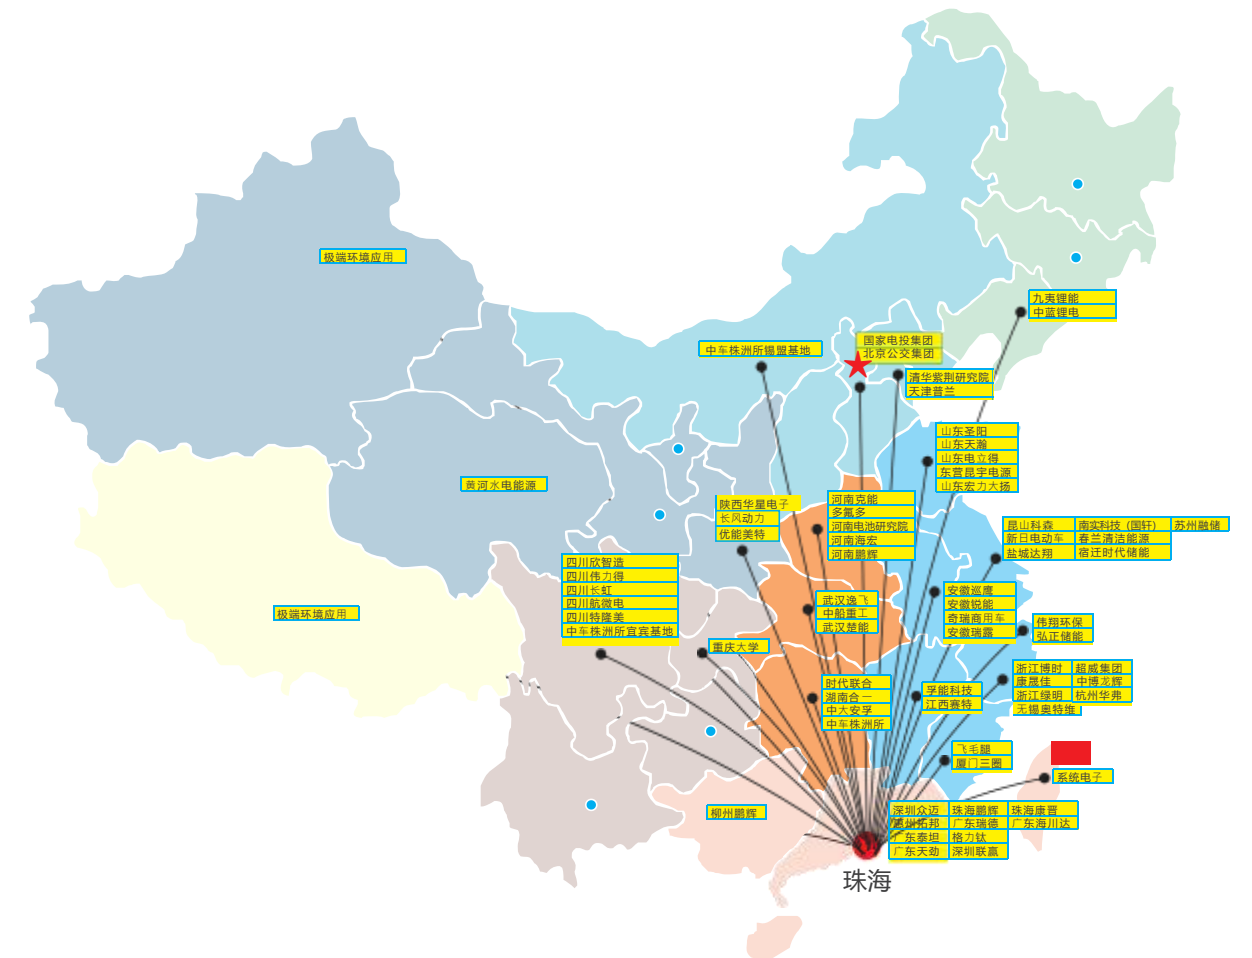 极端环境应用
九夷锂能
中蓝锂电
国家电投集团
北京公交集团
中车株洲所锡盟基地
清华紫荆研究院
天津普兰
山东圣阳
山东天瀚
山东电立得
东营昆宇电源
山东宏力大扬
黄河水电能源
陕西华星电子
长风动力
优能美特
河南克能
多氟多
河南电池研究院
河南海宏
河南鹏辉
昆山科森 南实科技（国轩） 苏州融储
新日电动车 春兰清洁能源
盐城达翔 宿迁时代储能
四川欣智造
四川伟力得
四川长虹
四川航微电
四川特隆美
中车株洲所宜宾基地
极端环境应用
武汉逸飞
中船重工
武汉楚能
安徽巡鹰
安徽锐能
奇瑞商用车
安徽瑞露
伟翔环保
弘正储能
重庆大学
浙江博时 超威集团
康晟佳 中博龙辉
浙江绿明 杭州华弗
无锡奥特维
时代联合
湖南合一
中大安孚
中车株洲所
孚能科技
江西赛特
飞毛腿
厦门三圈
系统电子
柳州鹏辉
深圳众迈 珠海鹏辉 珠海康晋
惠州拓邦 广东瑞德 广东海川达
广东泰坦 格力钛
广东天劲 深圳联赢
珠海